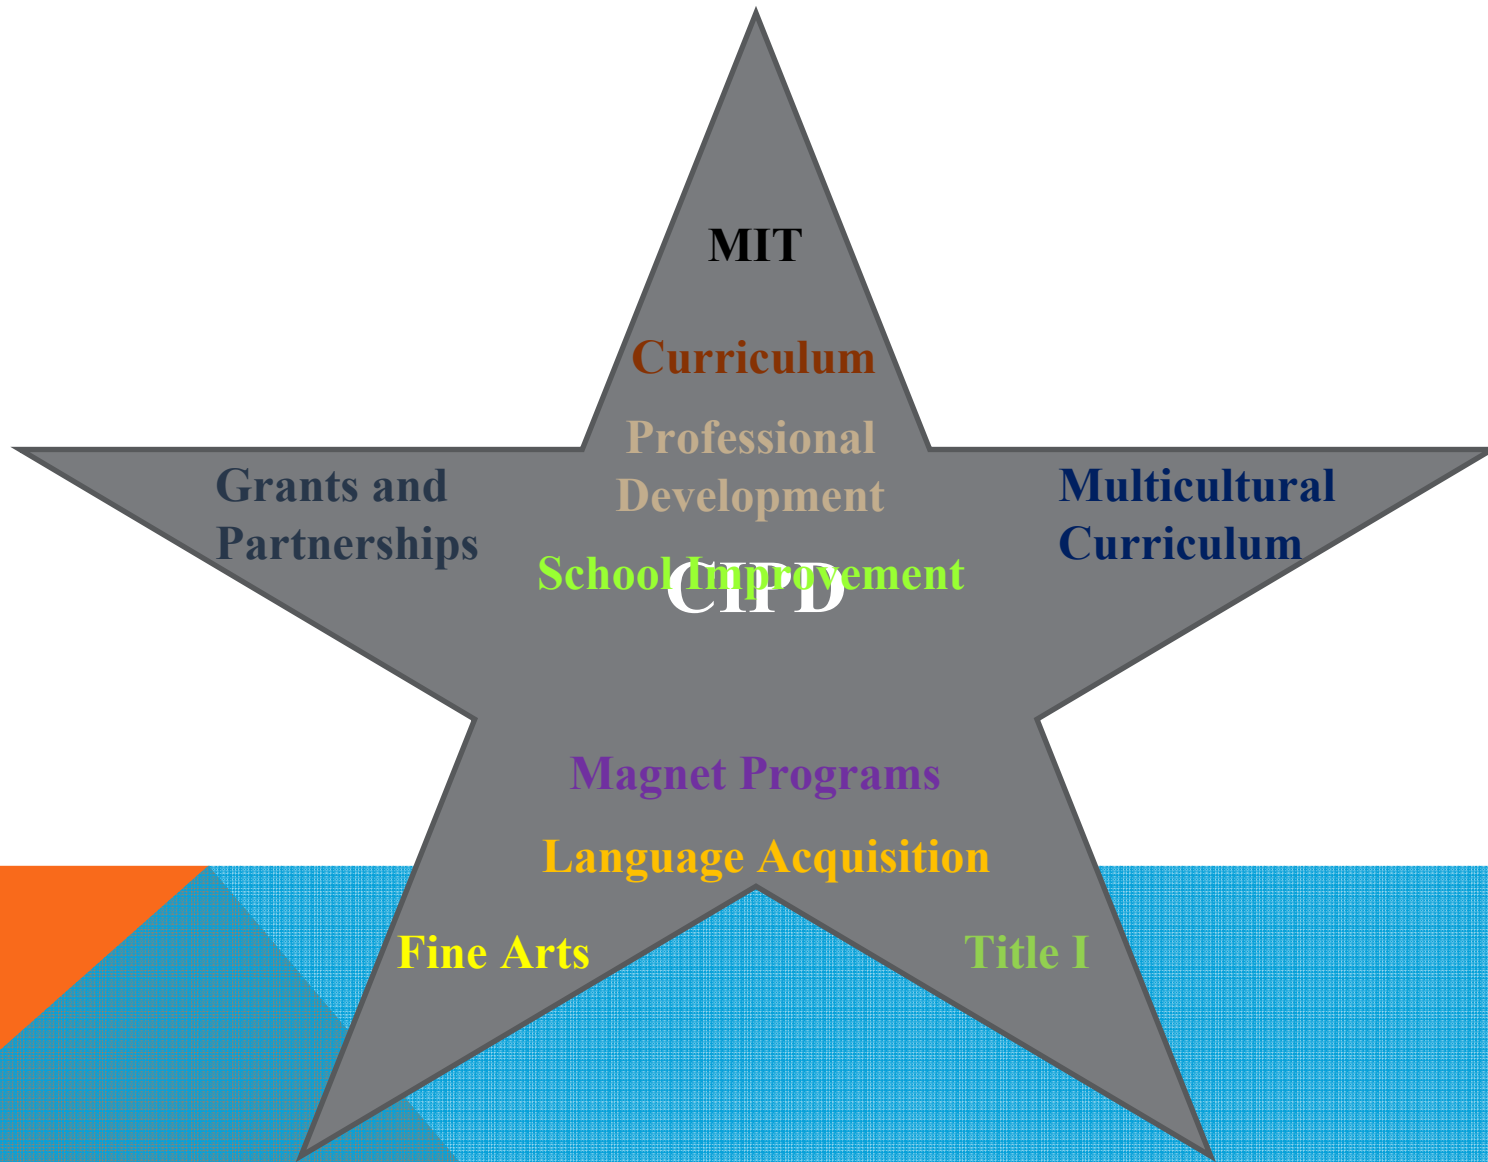 MIT
Curriculum
Professional
Development
Grants and
Partnerships
Multicultural
Curriculum
School Improvement
CIPD
Magnet Programs
Language Acquisition
Fine Arts
Title I